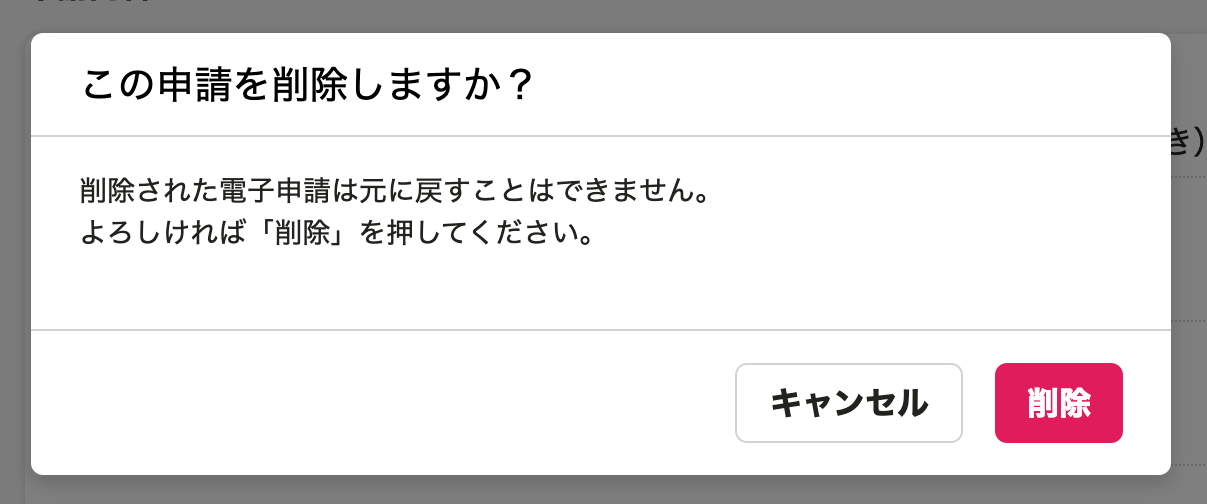 この申請を削除しますか？
き）
削除された電子申請は元に戻すことはできません。
よろしければ「削除」を押してください。
キャンセル
削除